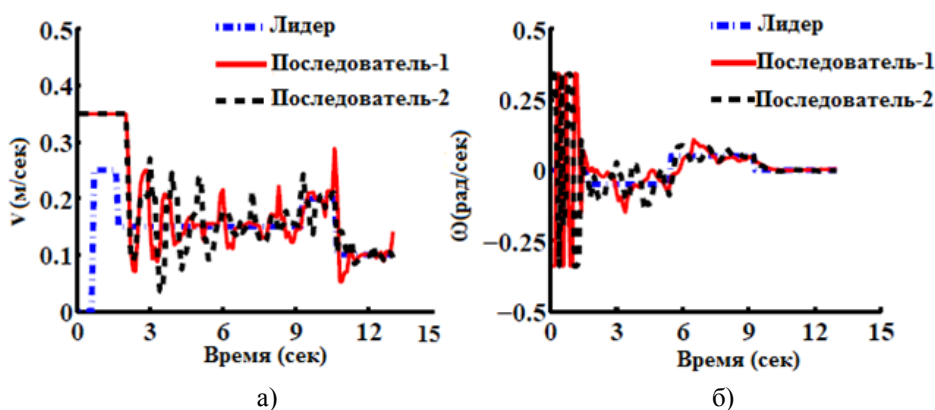 0.5
0.4
0.3
0.2
0.1
0
3
6
9
13
15
V (м/сек)
Время (сек)
Лидер
Последователь-1
Последователь-2
а)
0.5
0.25
0
−0.25
−0.5
0
3
6
9
12
15
ω(рад/сек)
Время (сек)
Лидер
Последователь-1
Последователь-2
б)